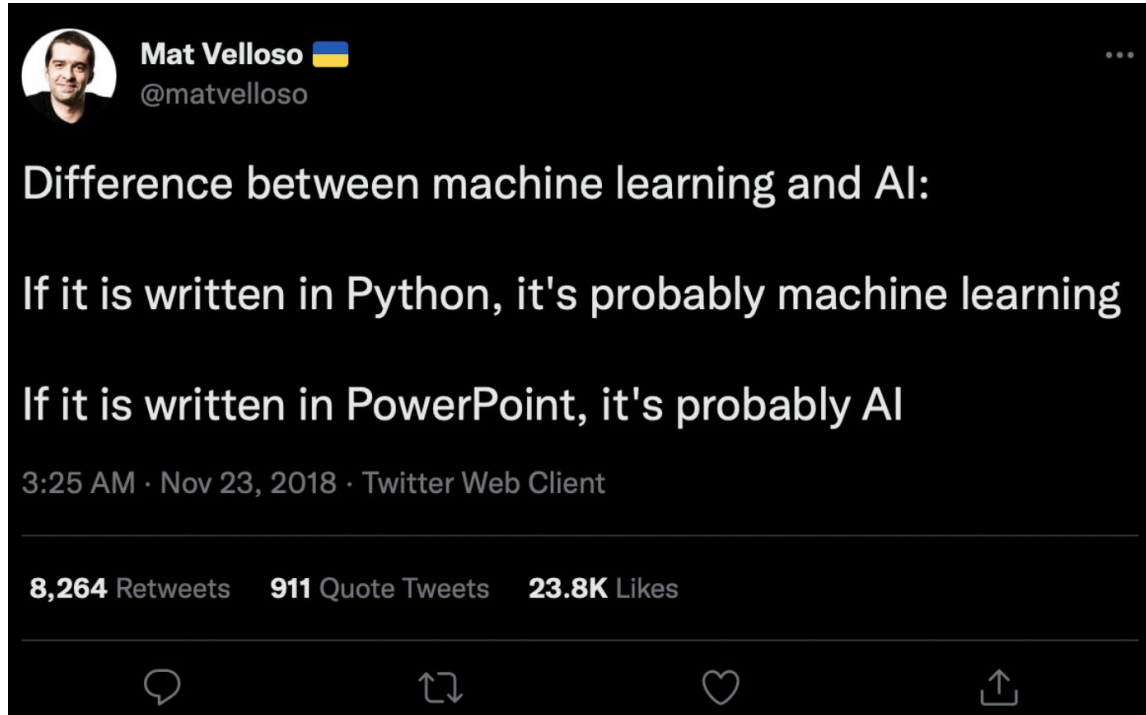 Mat Velloso 🇺🇦
@matvelloso
Difference between machine learning and AI:
If it is written in Python, it's probably machine learning
If it is written in PowerPoint, it's probably AI
3:25 AM · Nov 23, 2018 · Twitter Web Client
8,264 Retweets 911 Quote Tweets 23.8K Likes